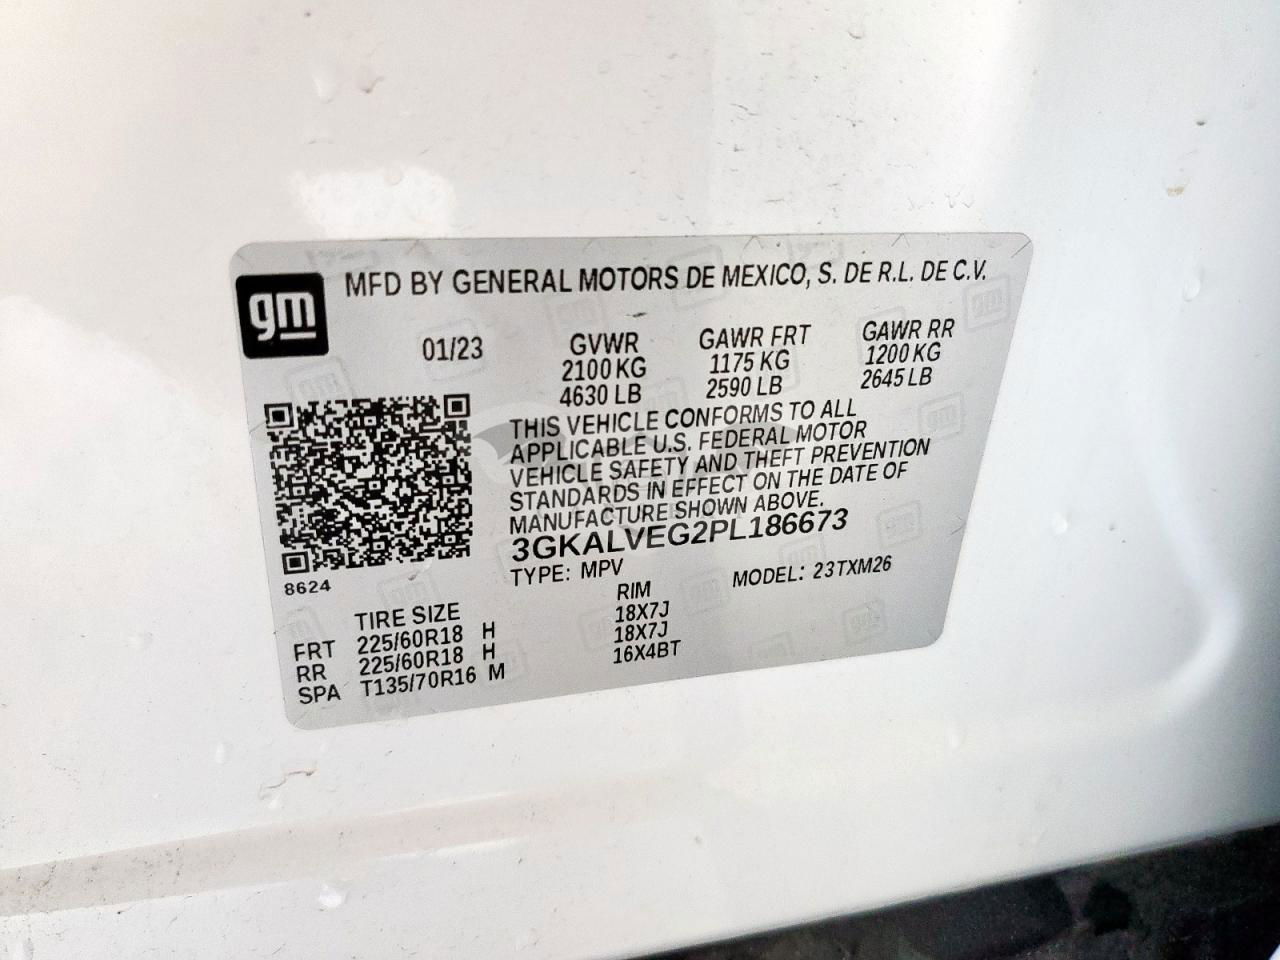 gm MFD BY GENERAL MOTORS DE MEXICO, S. DE R.L. DE C.V.
01/23 GVWR GAWR FRT GAWR RR
2100 KG 1175 KG 1200 KG
4630 LB 2590 LB 2645 LB
THIS VEHICLE CONFORMS TO ALL
APPLICABLE U.S. FEDERAL MOTOR
VEHICLE SAFETY AND THEFT PREVENTION
STANDARDS IN EFFECT ON THE DATE OF
MANUFACTURE SHOWN ABOVE.
3GKALVEG2PL186673
8624
TYPE: MPV MODEL: 23TXM26
TIRE SIZE RIM
FRT 225/60R18 H 18X7J
RR 225/60R18 H 18X7J
SPA T135/70R16 M 16X4BT